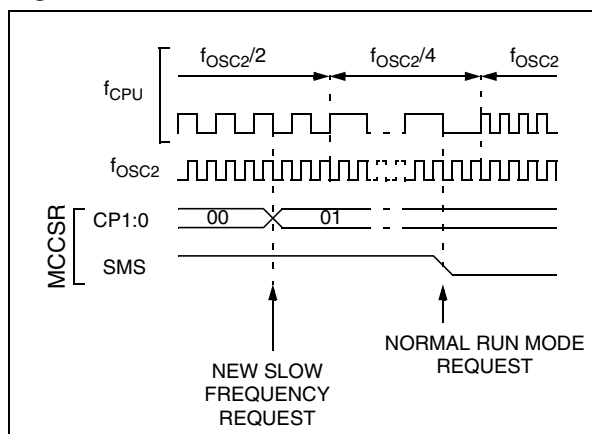 fOSC2/2 fOSC2/4 fOSC2
fCPU
fOSC2
MCCSR
CP1:0 00 01
SMS
NEW SLOW
FREQUENCY
REQUEST
NORMAL RUN MODE
REQUEST